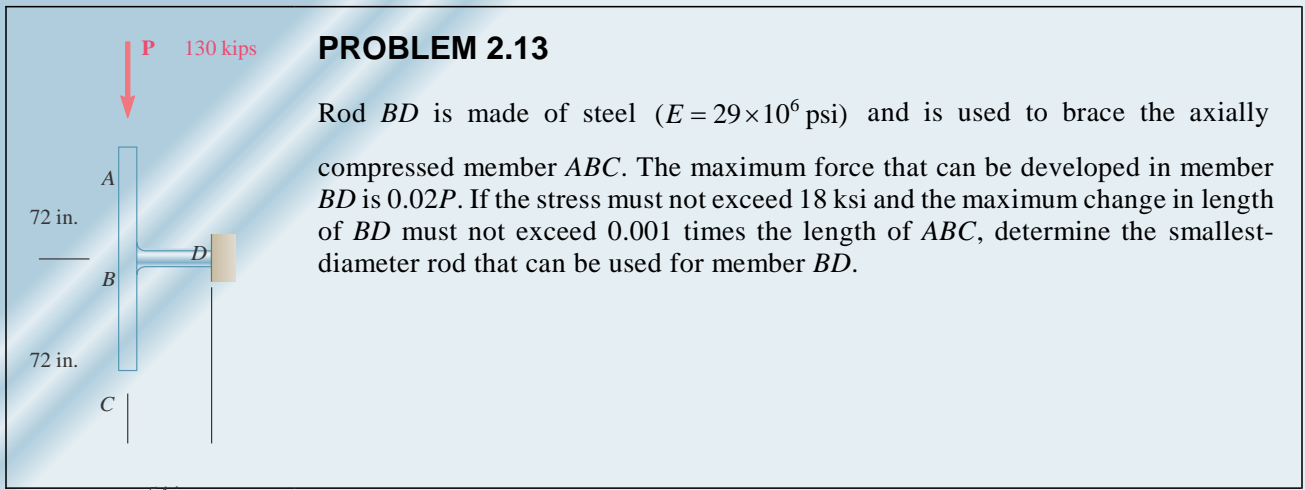 P 130 kips
PROBLEM 2.13
Rod BD is made of steel (E = 29×10⁶ psi) and is used to brace the axially
compressed member ABC. The maximum force that can be developed in member
BD is 0.02P. If the stress must not exceed 18 ksi and the maximum change in length
of BD must not exceed 0.001 times the length of ABC, determine the smallest-
diameter rod that can be used for member BD.
A
72 in.
D
B
72 in.
C